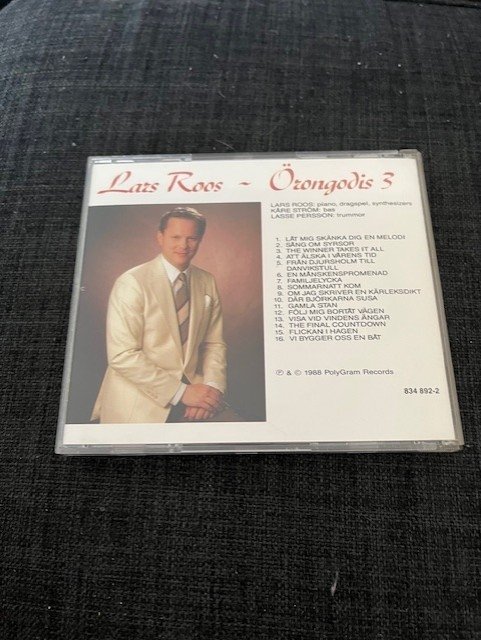 Lars Roos ~ Örongodis 3
LARS ROOS: piano, dragspel, synthesizers
KÅRE STRÖM: bas
LASSE PERSSON: trummor
1. LÅT MIG SKÄNKA DIG EN MELODI
2. SÅNG OM SYRSOR
3. THE WINNER TAKES IT ALL
4. ATT ÄLSKA I VÅRENS TID
5. FRÅN DJURSHOLM TILL
DANVIKSTULL
6. EN MÅNSKENSPROMENAD
7. FAMILJELYCKA
8. SOMMARNATT KOM
9. OM JAG SKRIVER EN KÄRLEKSDIKT
10. DÄR BJÖRKARNA SUSA
11. GAMLA STAN
12. FÖLJ MIG BORTÅT VÄGEN
13. VISA VID VINDENS ÄNGAR
14. THE FINAL COUNTDOWN
15. FLICKAN I HAGEN
16. VI BYGGER OSS EN BÅT
℗ & © 1988 PolyGram Records
834 892-2